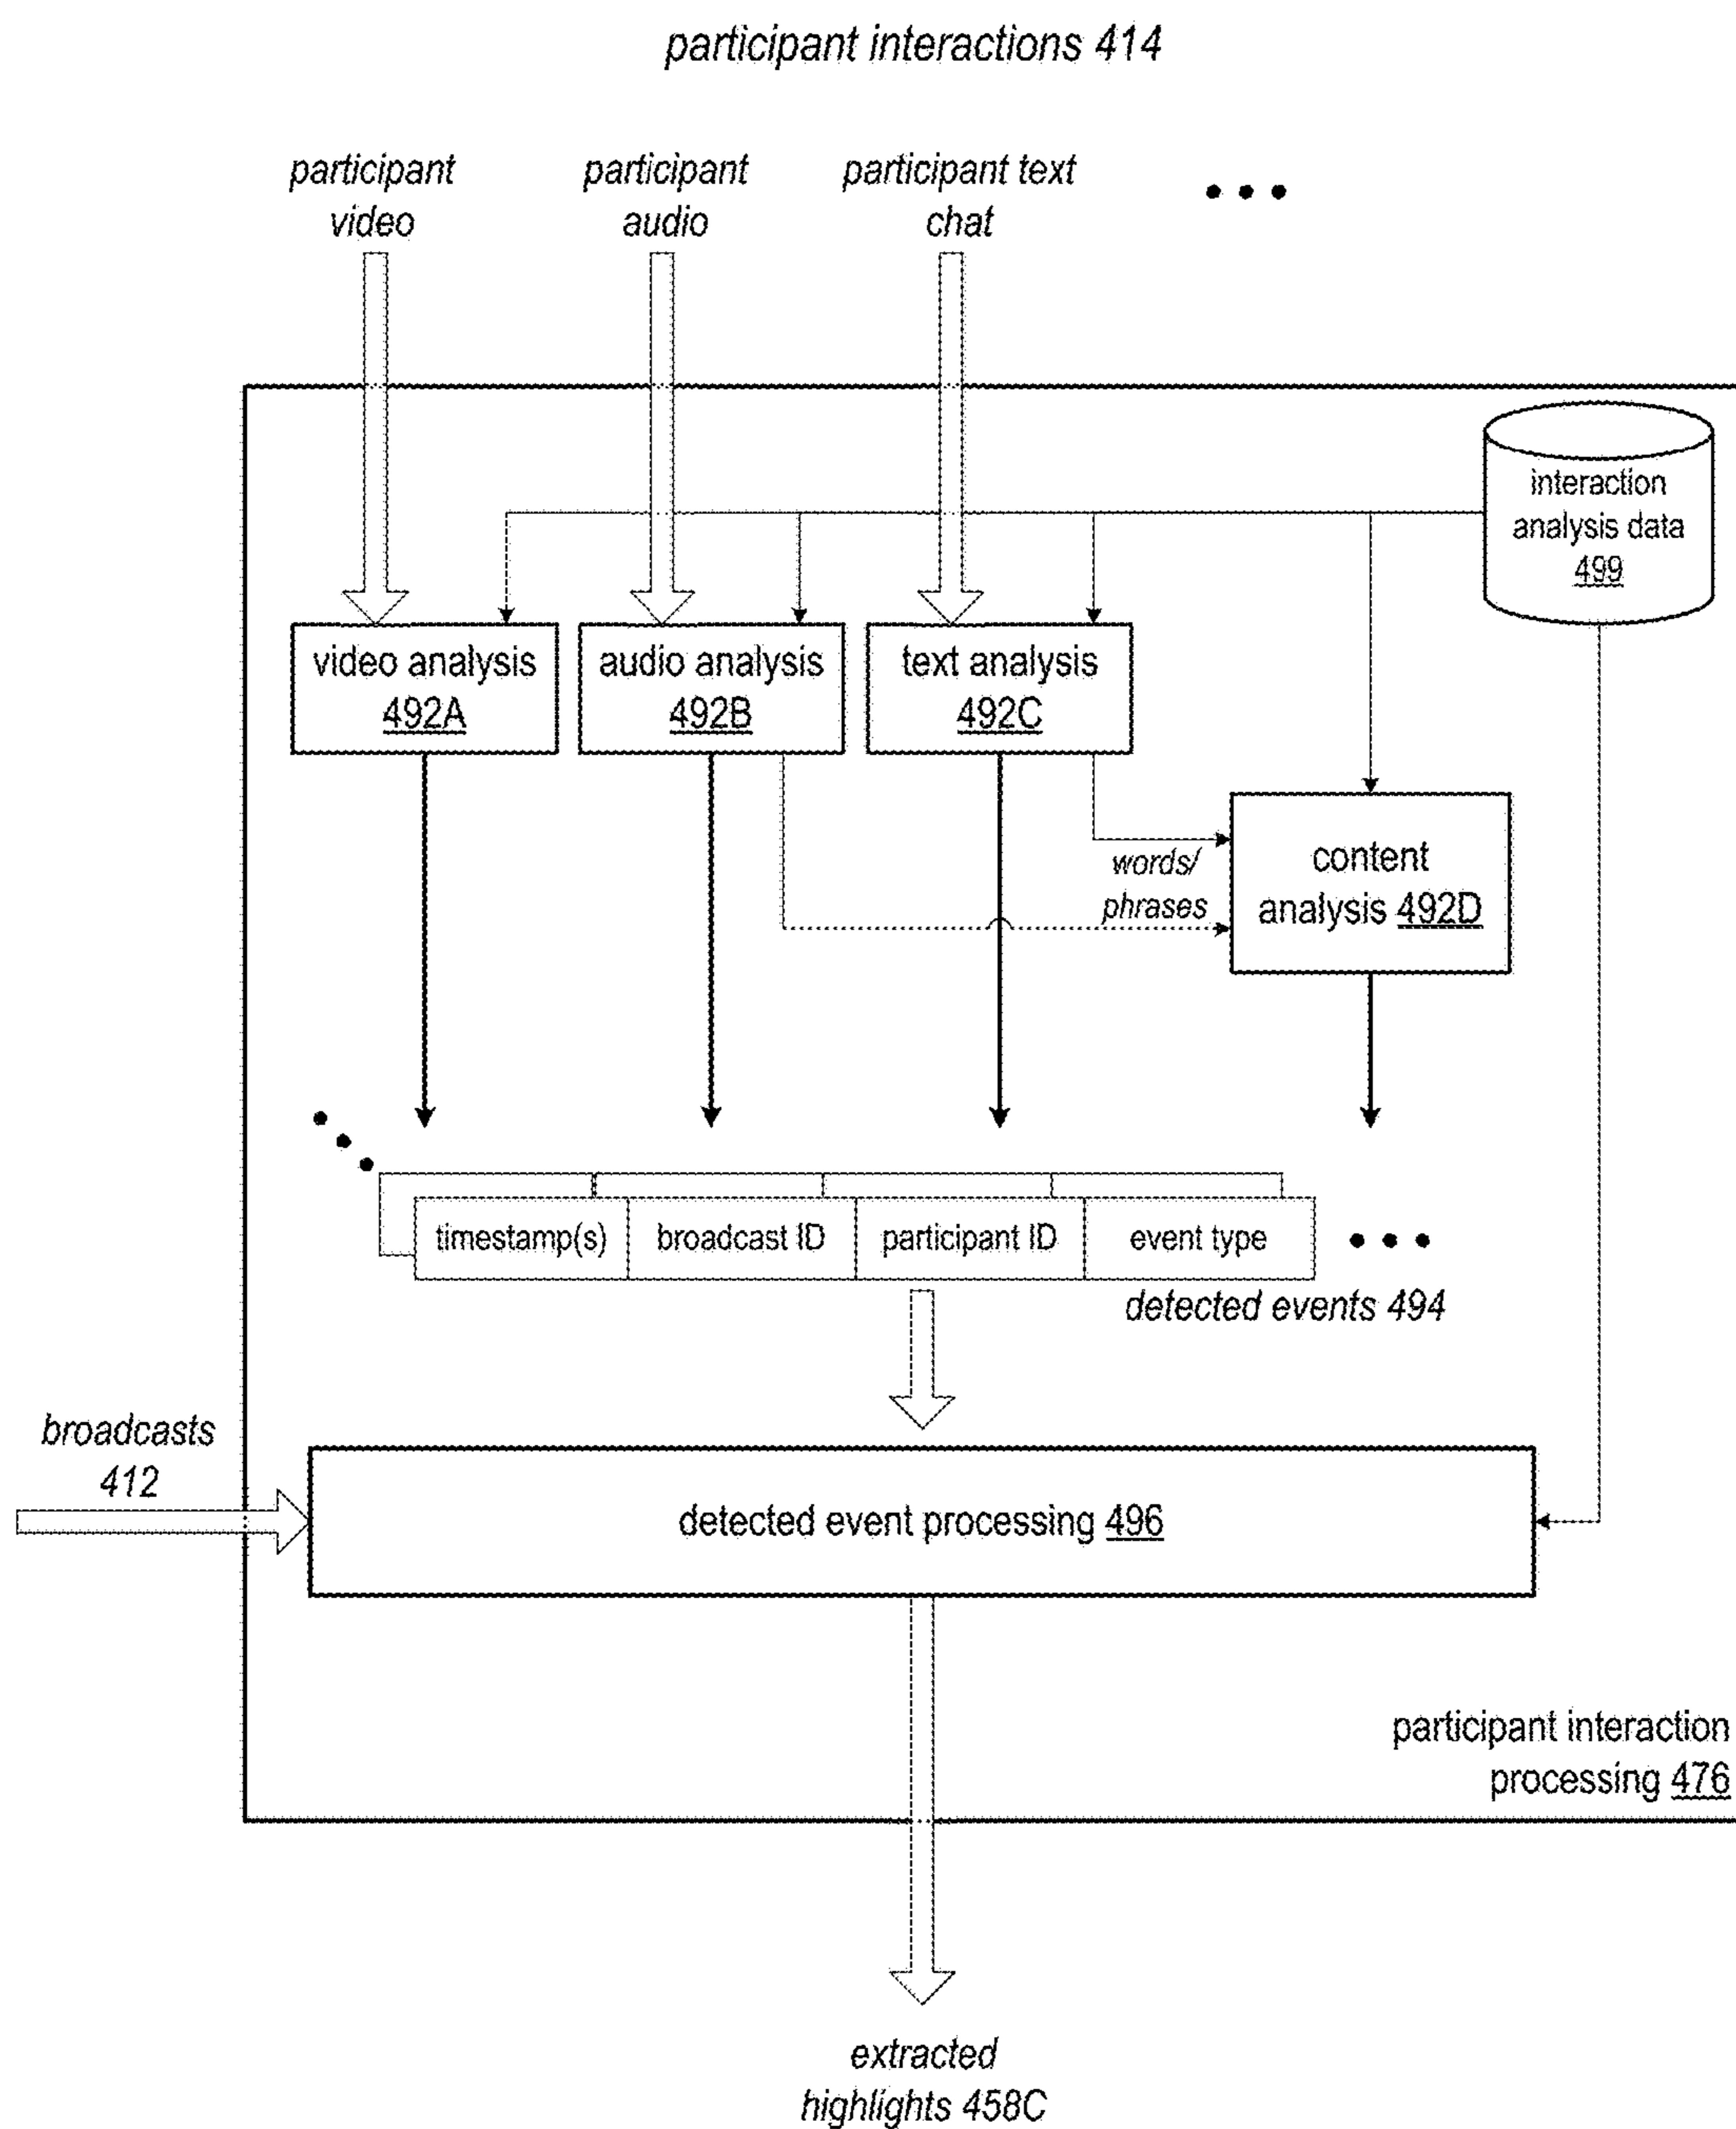 participant interactions 414
participant
video
participant
audio
participant text
chat
interaction
analysis data
499
video analysis
492A
audio analysis
492B
text analysis
492C
words/
phrases
content
analysis 492D
timestamp(s)
broadcast ID
participant ID
event type
detected events 494
broadcasts
412
detected event processing 496
participant interaction
processing 476
extracted
highlights 458C